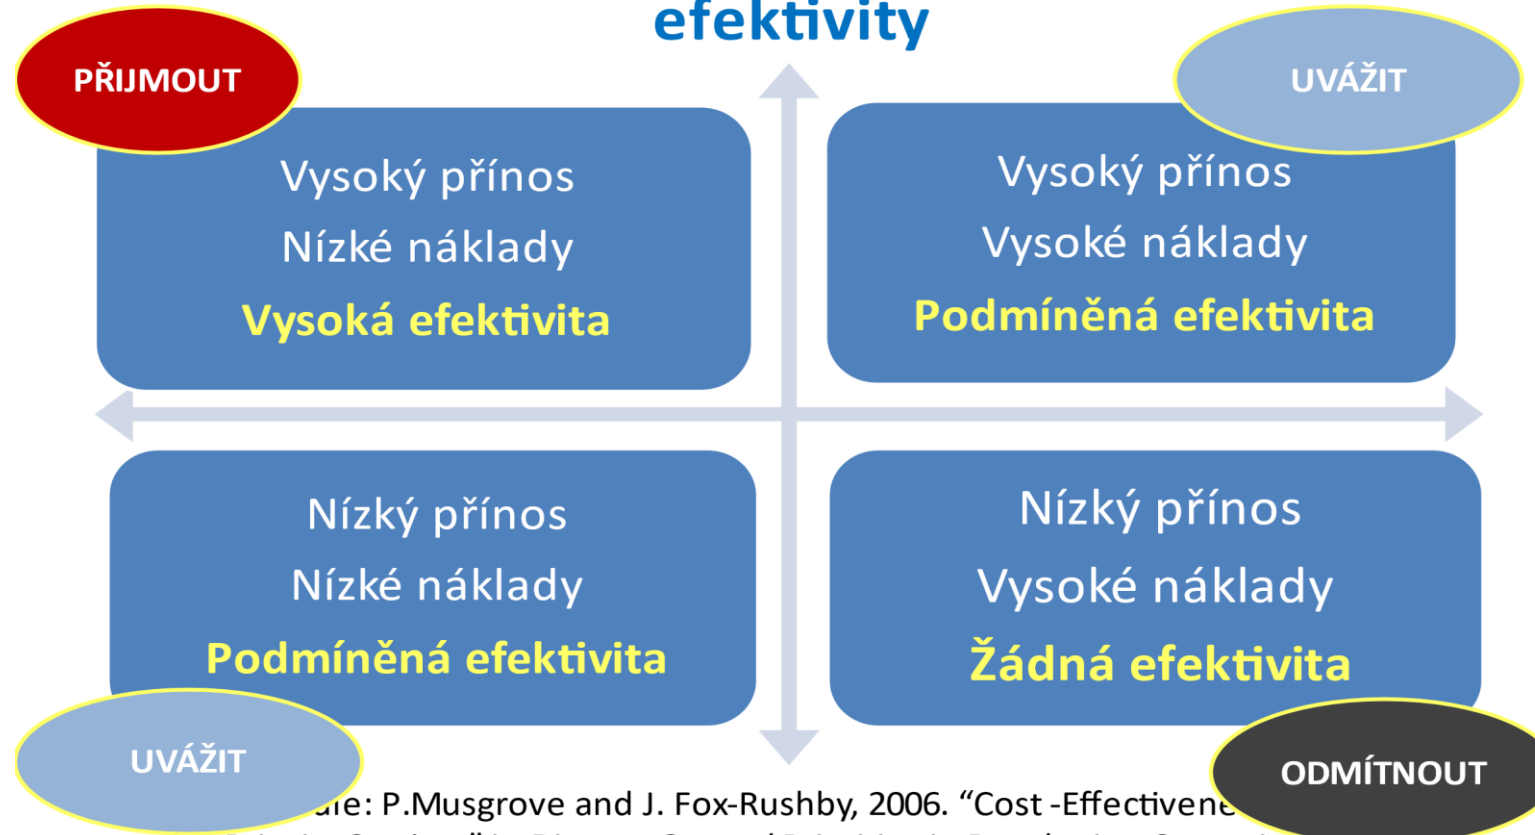 efektivity
PŘIJMOUT
UVÁŽIT
Vysoký přínos
Nízké náklady
Vysoká efektivita
Vysoký přínos
Vysoké náklady
Podmíněná efektivita
Nízký přínos
Nízké náklady
Podmíněná efektivita
Nízký přínos
Vysoké náklady
Žádná efektivita
UVÁŽIT
ODMÍTNOUT
P.Musgrove and J. Fox-Rushby, 2006. “Cost -Effectivene